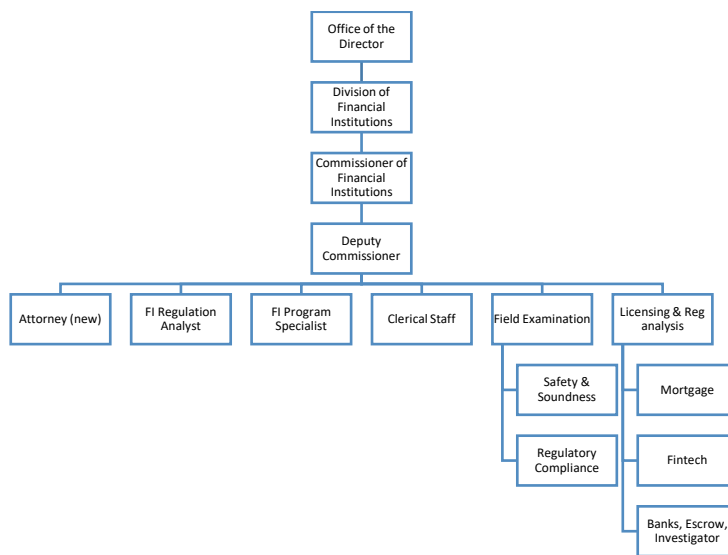 Office of the
Director
Division of
Financial
Institutions
Commissioner of
Financial
Institutions
Deputy
Commissioner
Attorney (new)
FI Regulation
Analyst
FI Program
Specialist
Clerical Staff
Field Examination
Licensing & Reg
analysis
Safety &
Soundness
Regulatory
Compliance
Mortgage
Fintech
Banks, Escrow,
Investigator